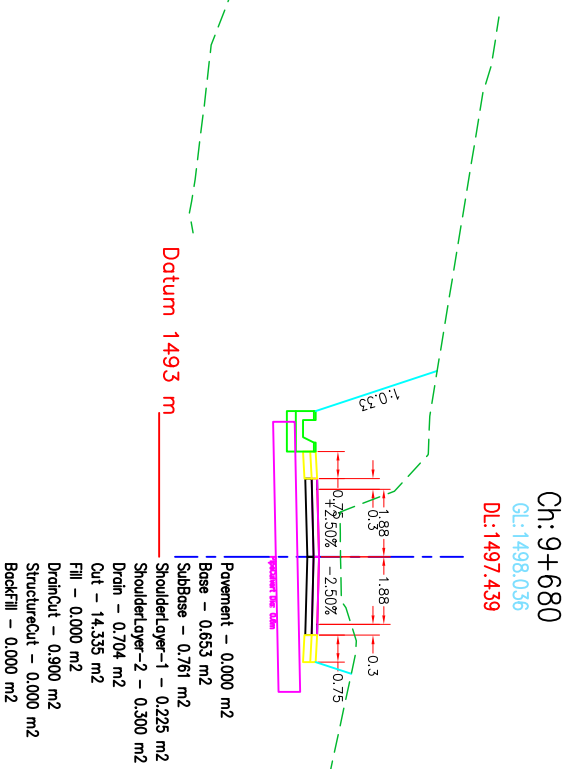 Ch: 9+680
GL:1498.036
DL:1497.439
1:0.33
0.3
0.3
1.88
1.88
0.75
0.75
+2.50%
-2.50%
Datum 1493 m
Pavement - 0.000 m2
Base - 0.653 m2
SubBase - 0.761 m2
ShoulderLayer-1 - 0.225 m2
ShoulderLayer-2 - 0.300 m2
Drain - 0.704 m2
Cut - 14.335 m2
Fill - 0.000 m2
DrainCut - 0.900 m2
StructureCut - 0.000 m2
BackFill - 0.000 m2